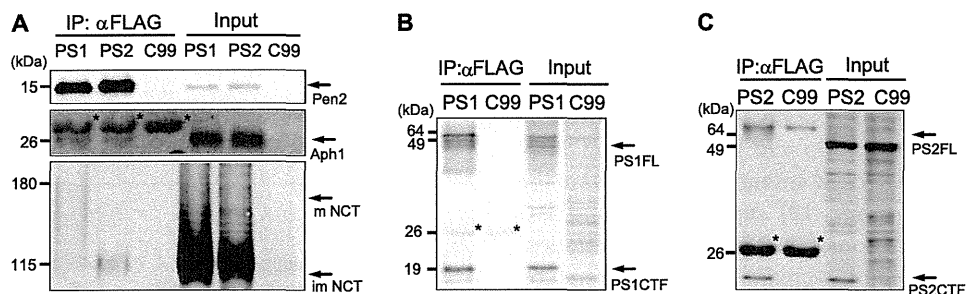 A
IP: αFLAG Input
PS1 PS2 C99 PS1 PS2 C99
(kDa)
15
Pen2
* * *
26
Aph1
180
m NCT
115
im NCT
B
IP:αFLAG Input
PS1 C99 PS1 C99
(kDa)
64
49
PS1FL
26
* *
19
PS1CTF
C
IP:αFLAG Input
PS2 C99 PS2 C99
(kDa)
64
PS2FL
49
* *
26
PS2CTF